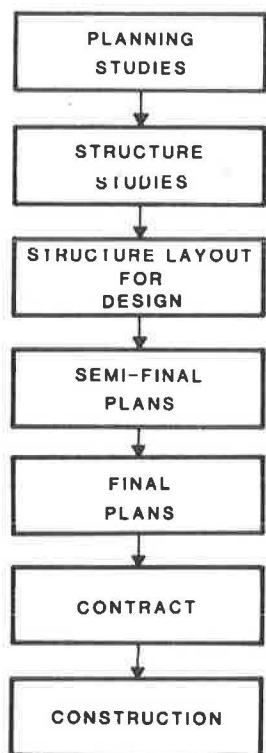 PLANNING
STUDIES
STRUCTURE
STUDIES
STRUCTURE LAYOUT
FOR
DESIGN
SEMI-FINAL
PLANS
FINAL
PLANS
CONTRACT
CONSTRUCTION